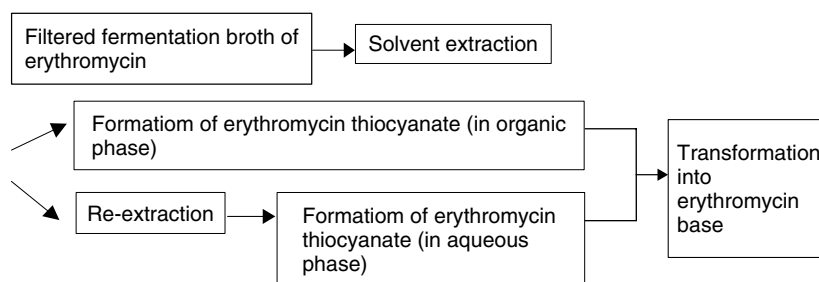 Filtered fermentation broth of
erythromycin
Solvent extraction
Formatiom of erythromycin thiocyanate (in organic
phase)
Re-extraction
Formatiom of erythromycin
thiocyanate (in aqueous
phase)
Transformation
into
erythromycin
base